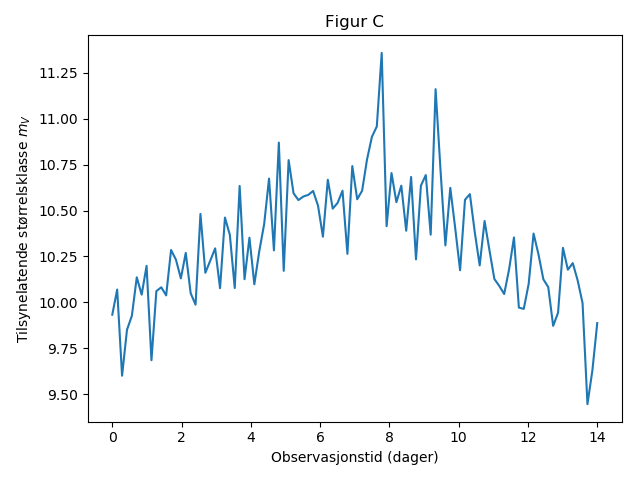 Figur C
Tilsynelatende størrelsklasse m_V
11.25
11.00
10.75
10.50
10.25
10.00
9.75
9.50
0 2 4 6 8 10 12 14
Observasjonstid (dager)